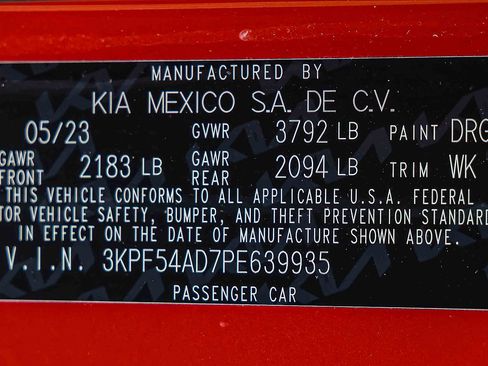 MANUFACTURED BY
KIA MEXICO S.A. DE C.V.
05/23 GVWR 3792 LB PAINT DRG
GAWR FRONT 2183 LB GAWR REAR 2094 LB TRIM WK
THIS VEHICLE CONFORMS TO ALL APPLICABLE U.S.A. FEDERAL
TOR VEHICLE SAFETY, BUMPER, AND THEFT PREVENTION STANDARD
IN EFFECT ON THE DATE OF MANUFACTURE SHOWN ABOVE.
V.I.N. 3KPF54AD7PE639935
PASSENGER CAR